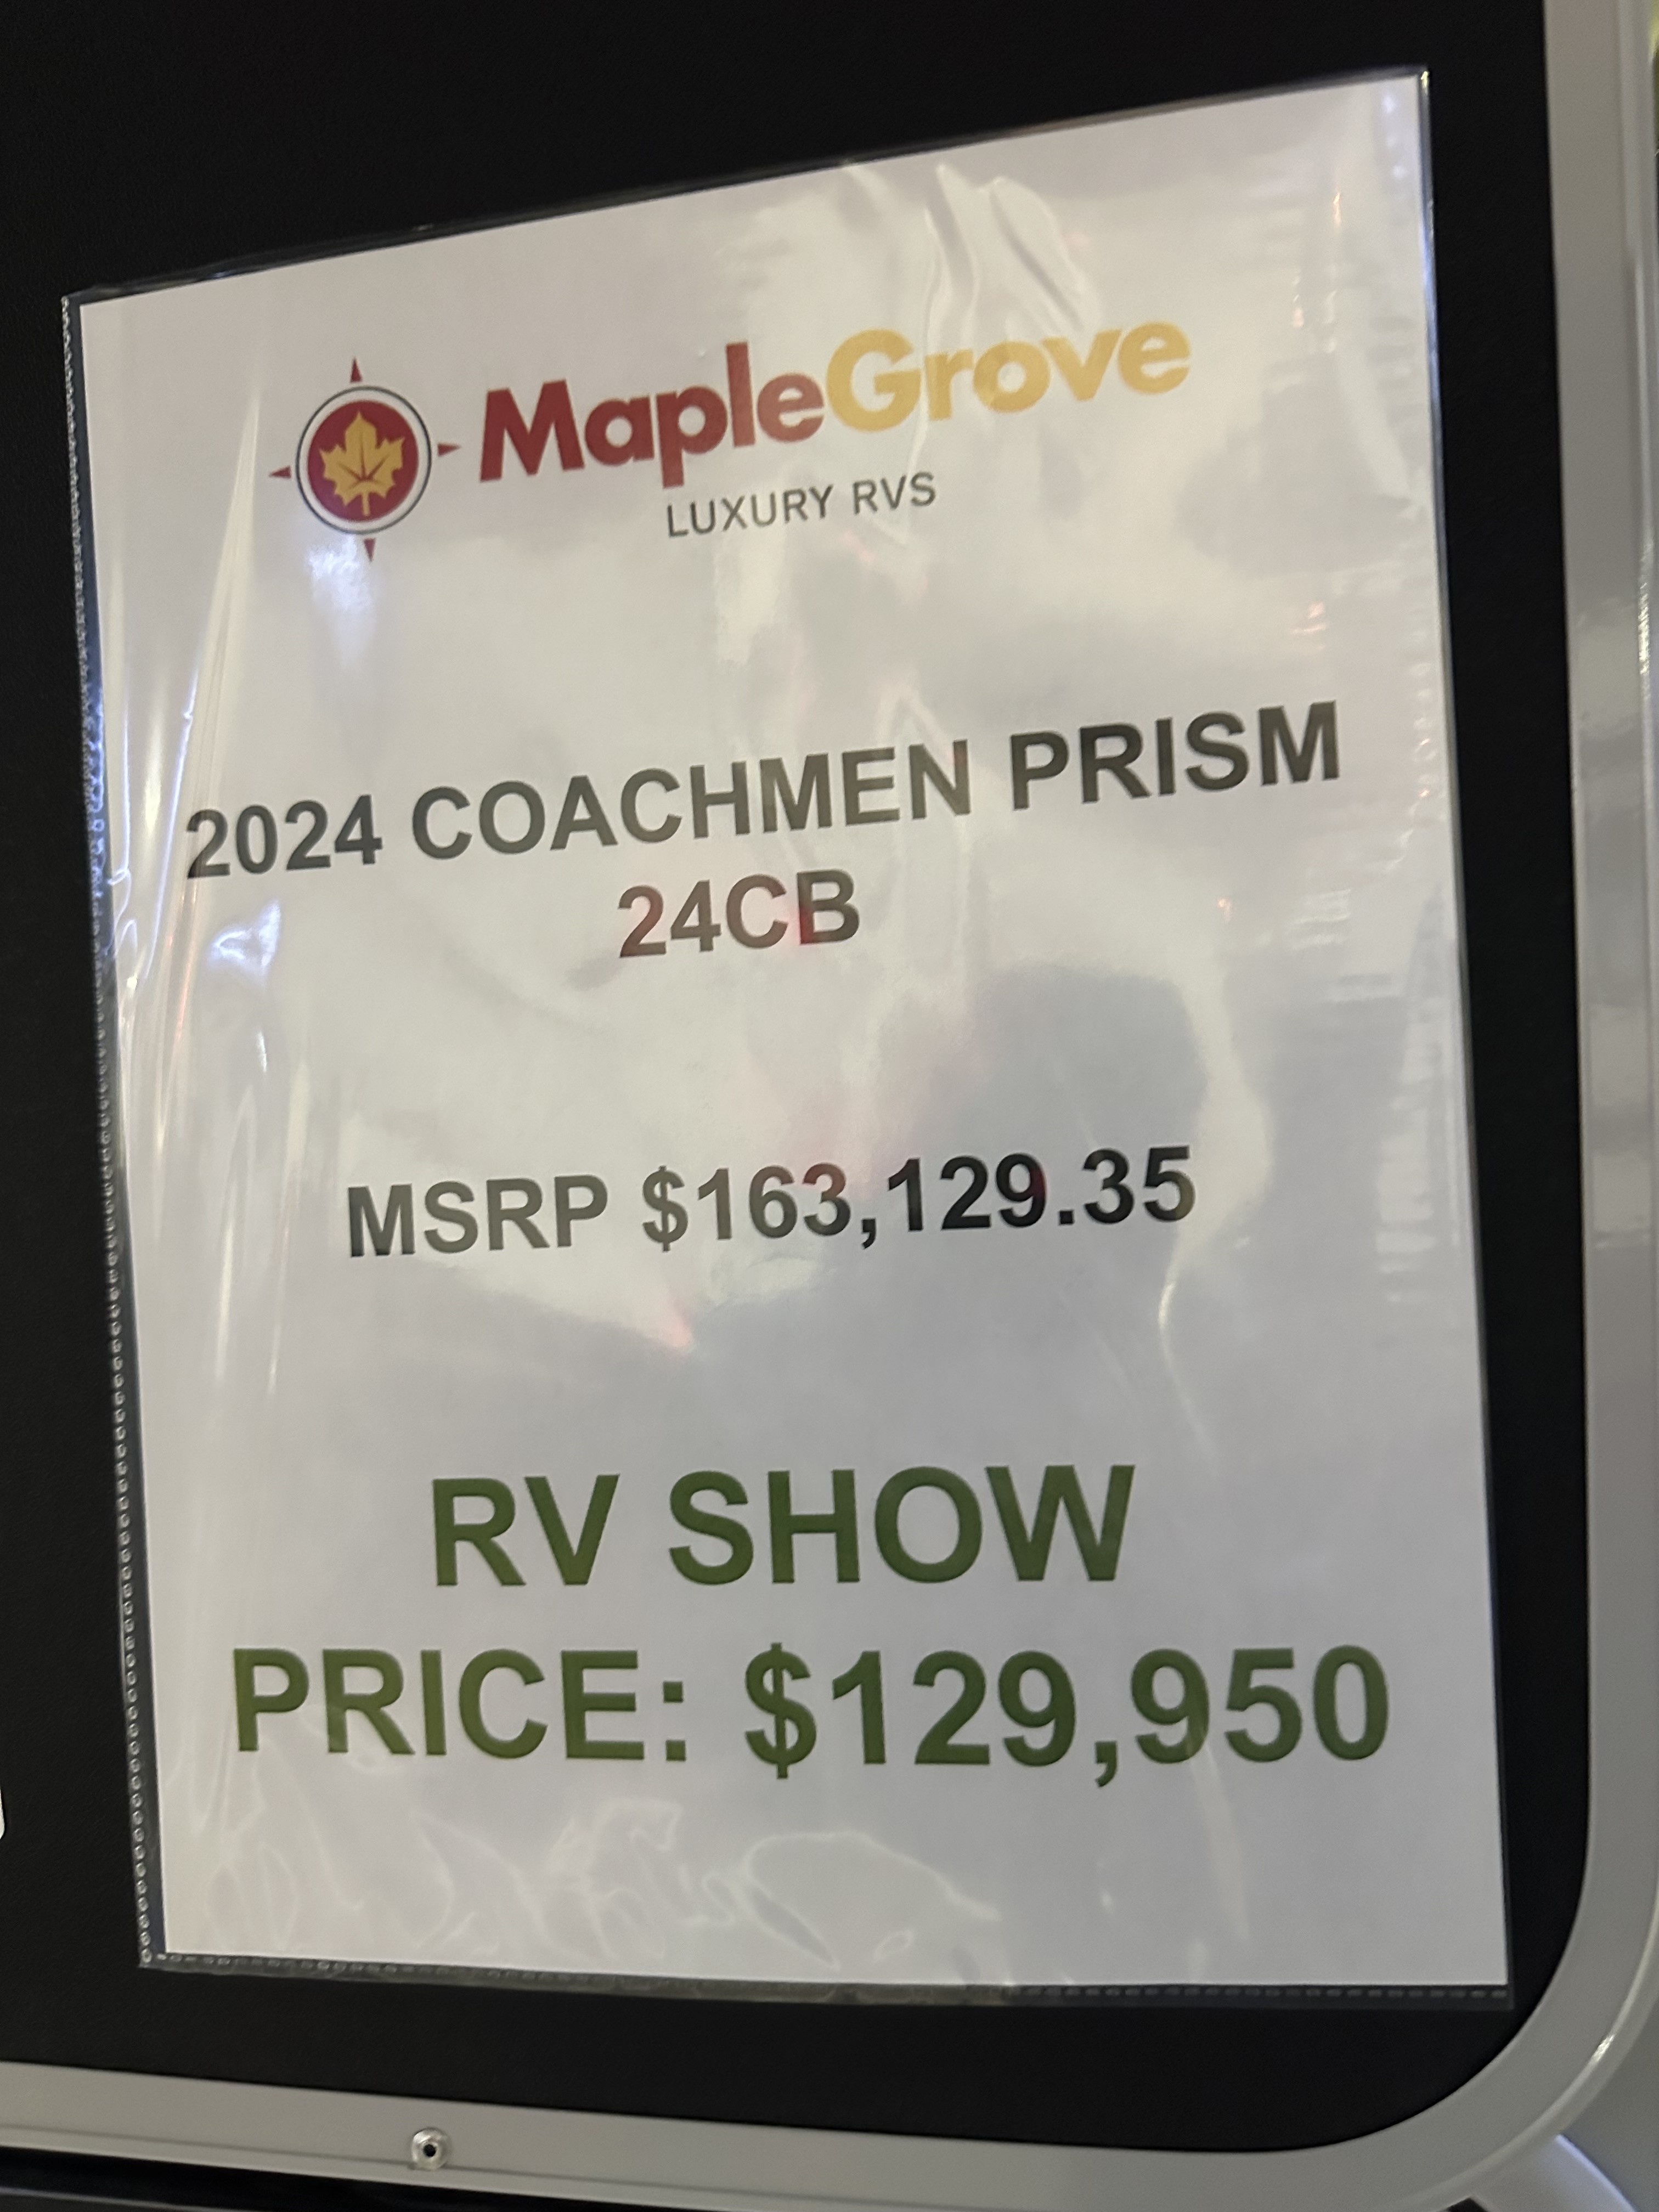 MapleGrove
LUXURY RVS
2024 COACHMEN PRISM
24CB
MSRP $163,129.35
RV SHOW
PRICE: $129,950